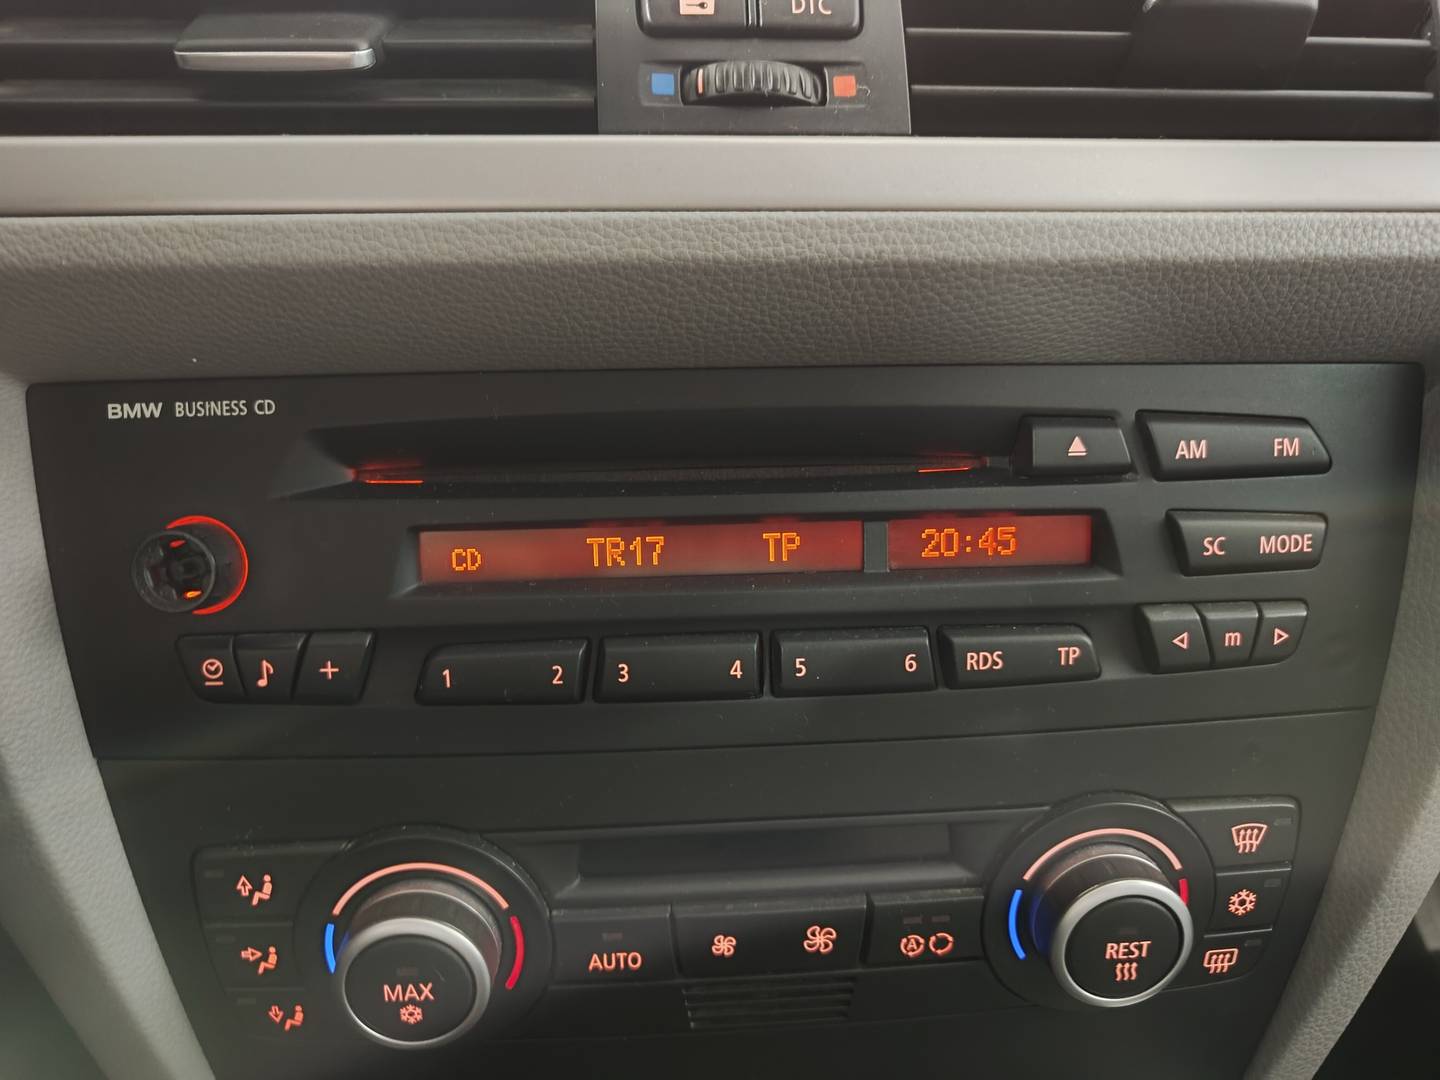 DTC
BMW BUSINESS CD
AM FM
CD TR17 TP 20:45
SC MODE
1 2 3 4 5 6 RDS TP m
AUTO
A
MAX
REST